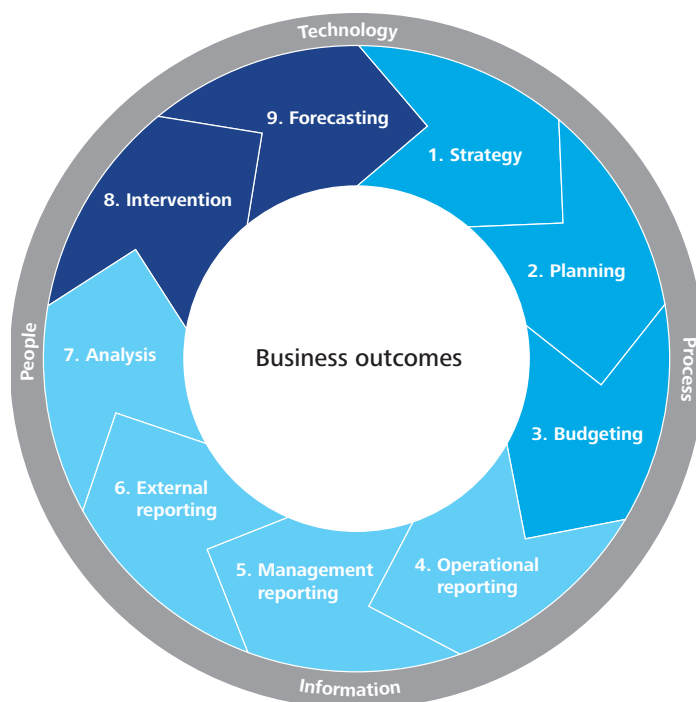 Technology
9. Forecasting
1. Strategy
8. Intervention
2. Planning
People
7. Analysis
Business outcomes
Process
3. Budgeting
6. External
reporting
5. Management
reporting
4. Operational
reporting
Information